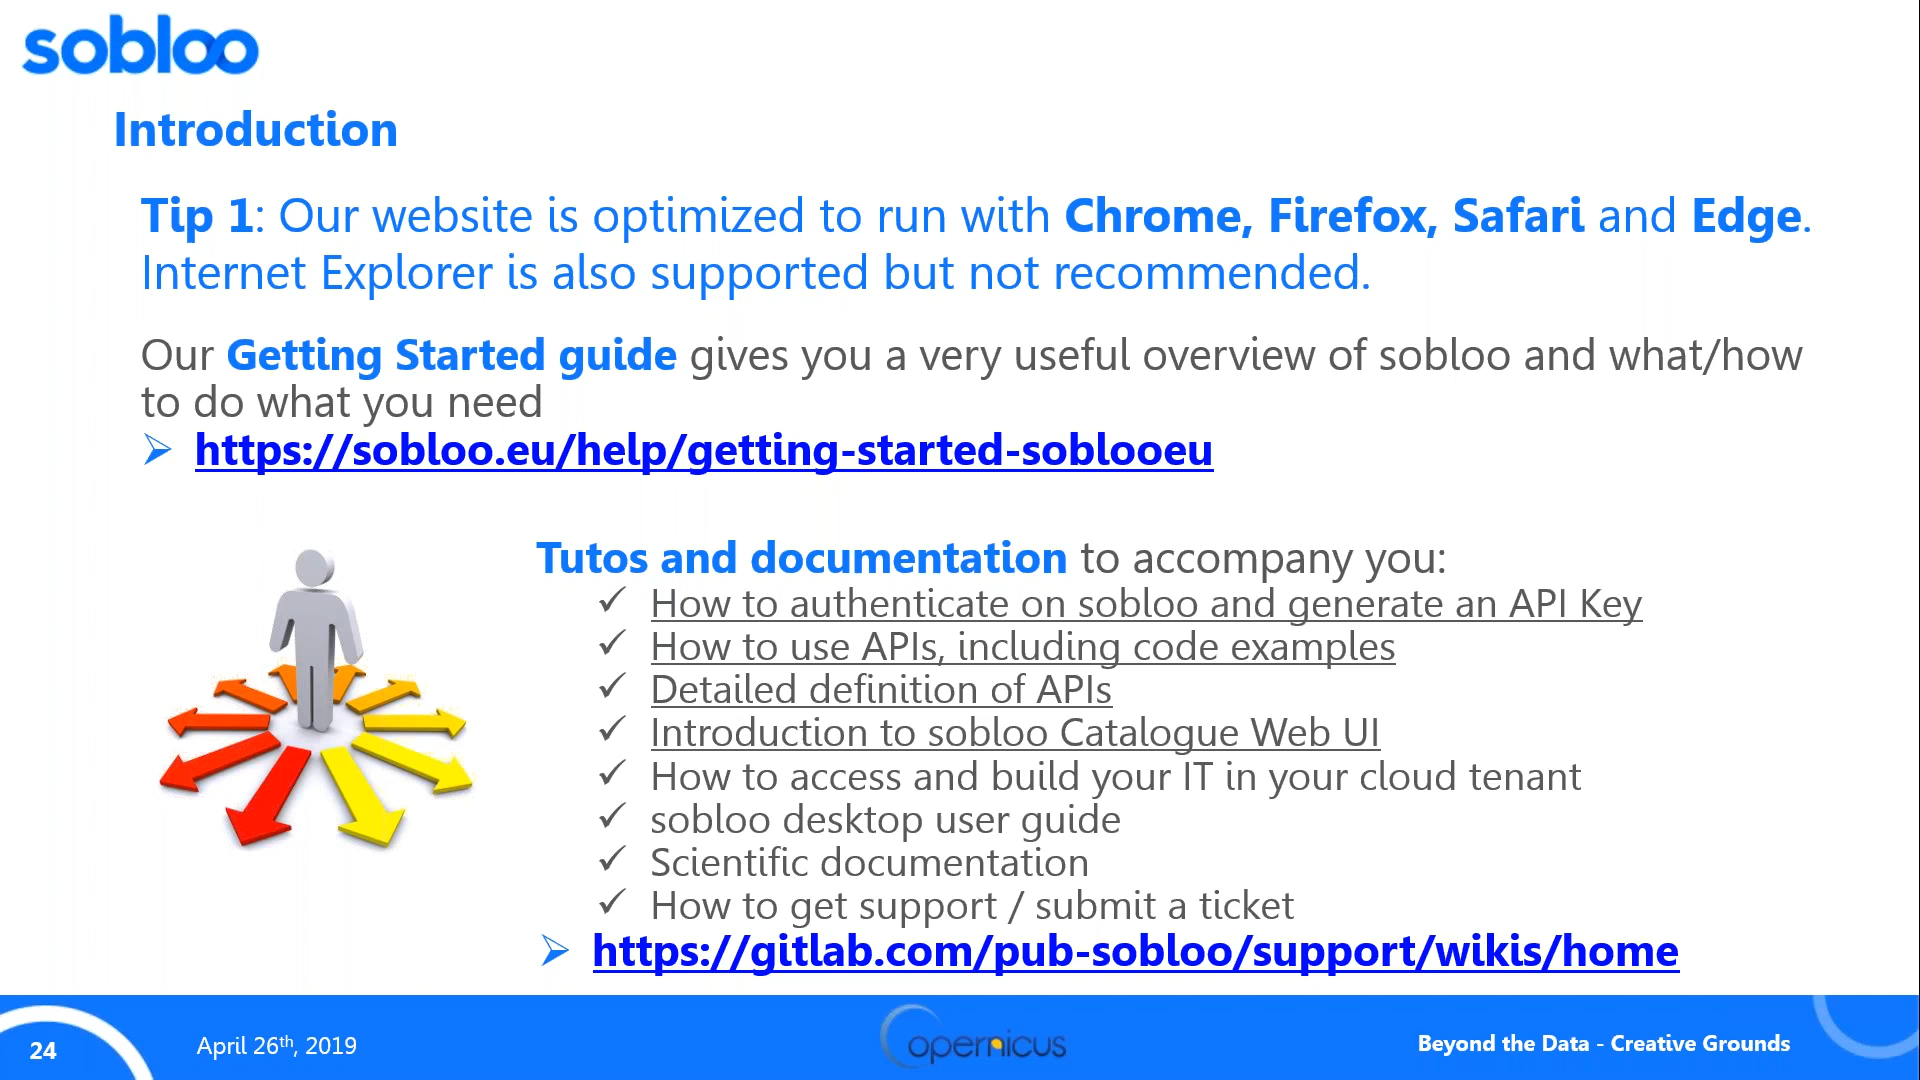 sobloo
Introduction
Tip 1: Our website is optimized to run with Chrome, Firefox, Safari and Edge.
Internet Explorer is also supported but not recommended.
Our Getting Started guide gives you a very useful overview of sobloo and what/how
to do what you need
https://sobloo.eu/help/getting-started-soblooeu
Tutos and documentation to accompany you:
How to authenticate on sobloo and generate an API Key
How to use APIs, including code examples
Detailed definition of APIs
Introduction to sobloo Catalogue Web UI
How to access and build your IT in your cloud tenant
sobloo desktop user guide
Scientific documentation
How to get support / submit a ticket
https://gitlab.com/pub-sobloo/support/wikis/home
24
April 26th, 2019
opernicus
Beyond the Data - Creative Grounds